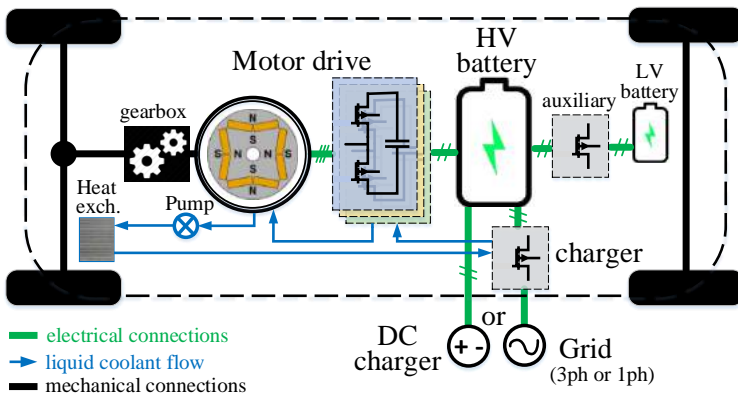 Motor drive
HV
battery
LV
battery
gearbox
auxiliary
N
S
N
S
S
N
N
S
S
N
Heat
exch.
Pump
charger
electrical connections
liquid coolant flow
mechanical connections
DC
charger
+ -
or
Grid
(3ph or 1ph)